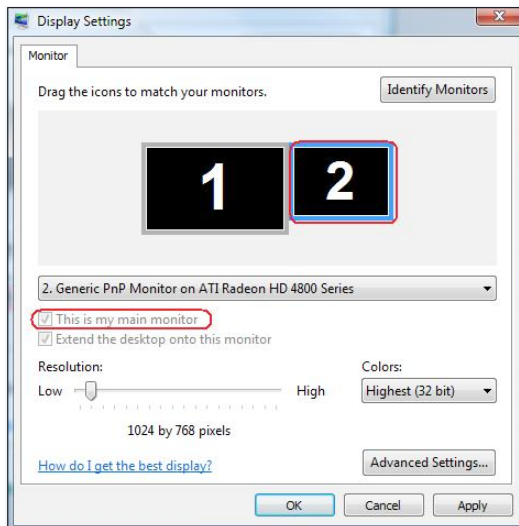 Display Settings
Monitor
Drag the icons to match your monitors.
Identify Monitors
1
2
2. Generic PnP Monitor on ATI Radeon HD 4800 Series
This is my main monitor
Extend the desktop onto this monitor
Resolution:
Colors:
Low
High
Highest (32 bit)
1024 by 768 pixels
How do I get the best display?
Advanced Settings...
OK
Cancel
Apply